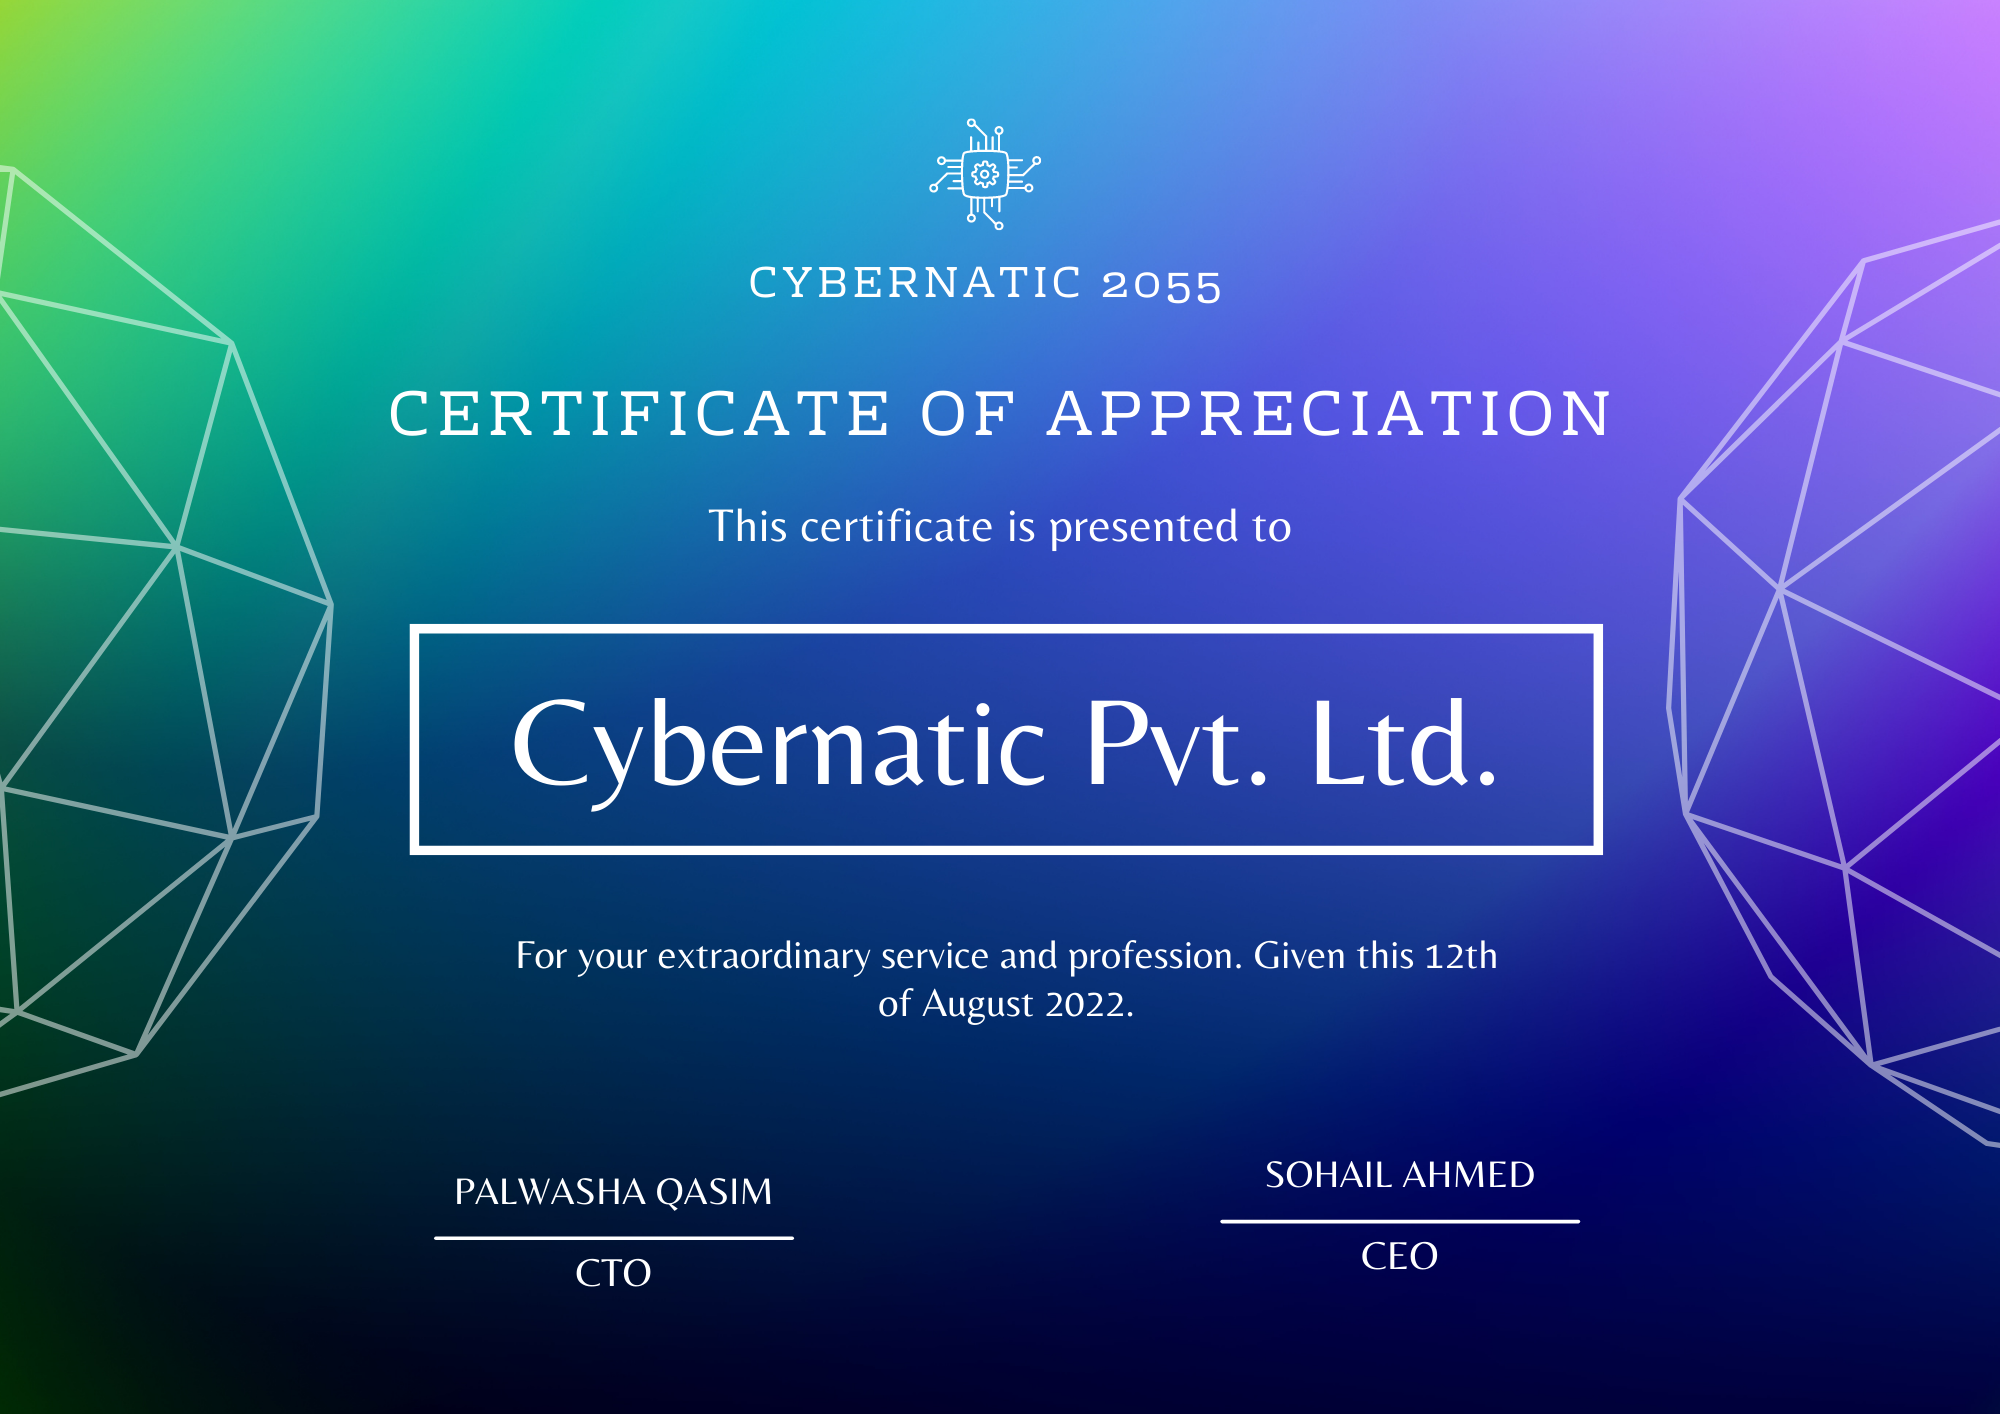 CYBERNATIC 2055
CERTIFICATE OF APPRECIATION
This certificate is presented to
Cybernatic Pvt. Ltd.
For your extraordinary service and profession. Given this 12th
of August 2022.
PALWASHA QASIM
CTO
SOHAIL AHMED
CEO